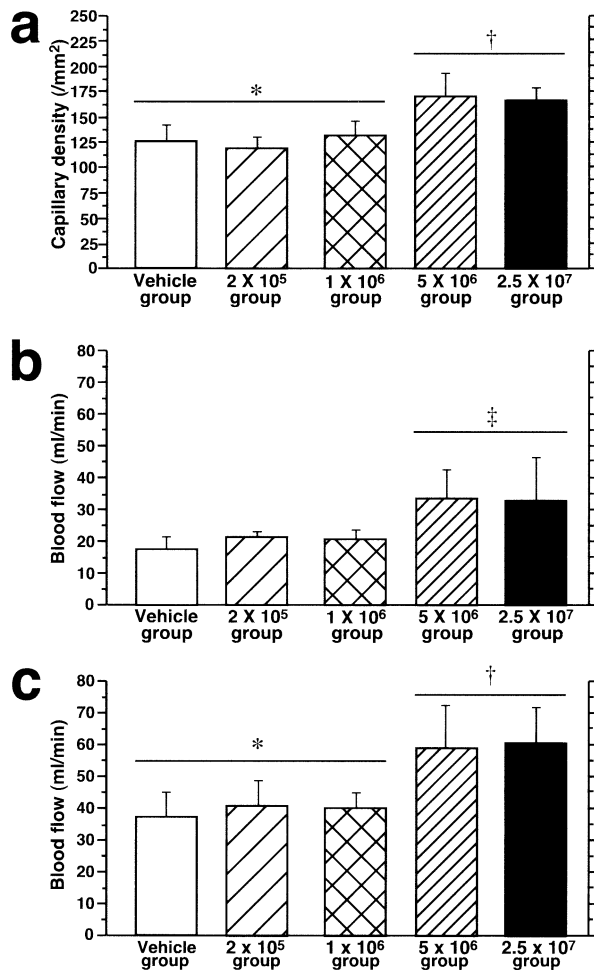 a
Capillary density (/mm²)
250
225
200
175
150
125
100
75
50
25
0
*
†
Vehicle group
2 X 10⁵ group
1 X 10⁶ group
5 X 10⁶ group
2.5 X 10⁷ group
b
Blood flow (ml/min)
80
70
60
50
40
30
20
10
0
‡
Vehicle group
2 X 10⁵ group
1 X 10⁶ group
5 X 10⁶ group
2.5 X 10⁷ group
c
Blood flow (ml/min)
80
70
60
50
40
30
20
10
0
*
†
Vehicle group
2 x 10⁵ group
1 x 10⁶ group
5 x 10⁶ group
2.5 x 10⁷ group